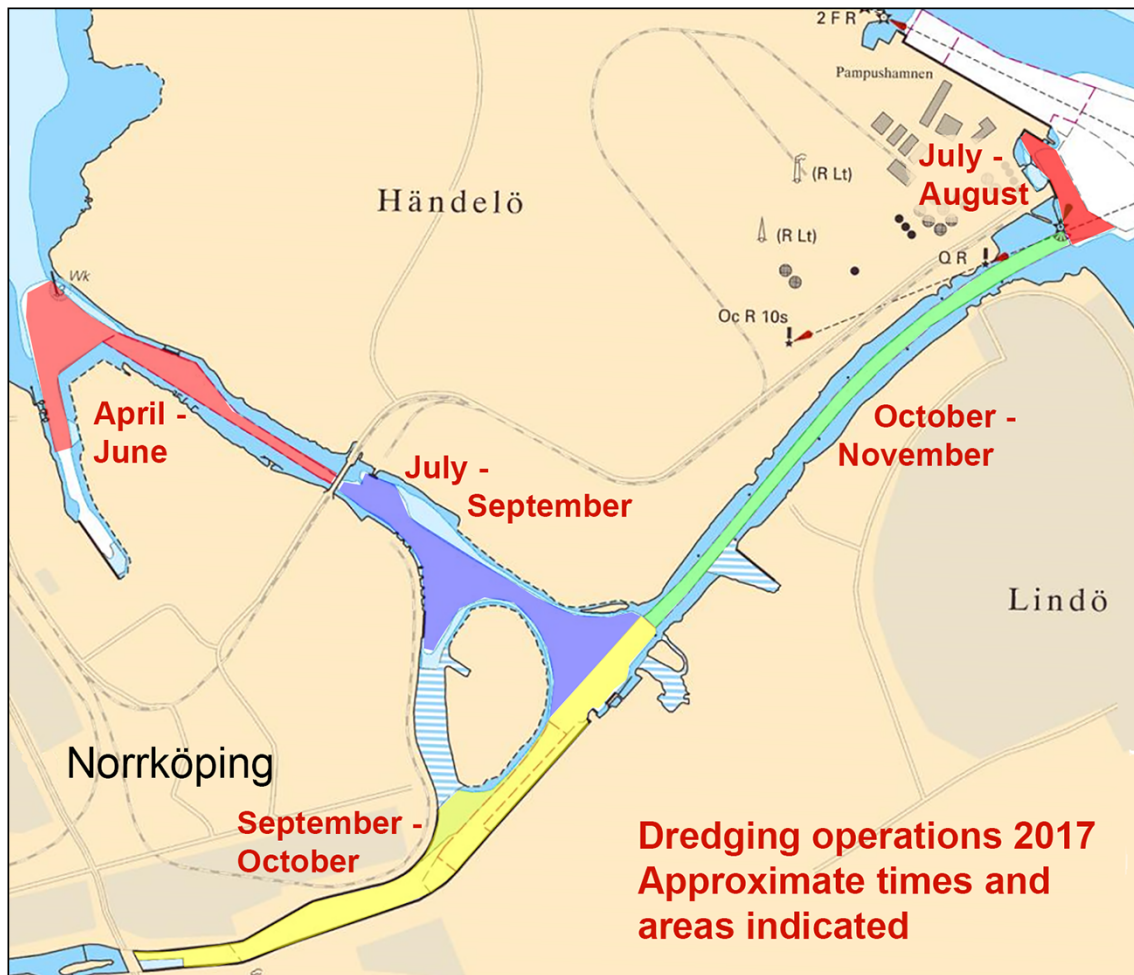 2 F R
Pampushamnen
July -
August
(R Lt)
Händelö
(R Lt)
Q R
Wk
Oc R 10s
April -
June
October -
November
July -
September
Lindö
Norrköping
September -
October
Dredging operations 2017
Approximate times and
areas indicated